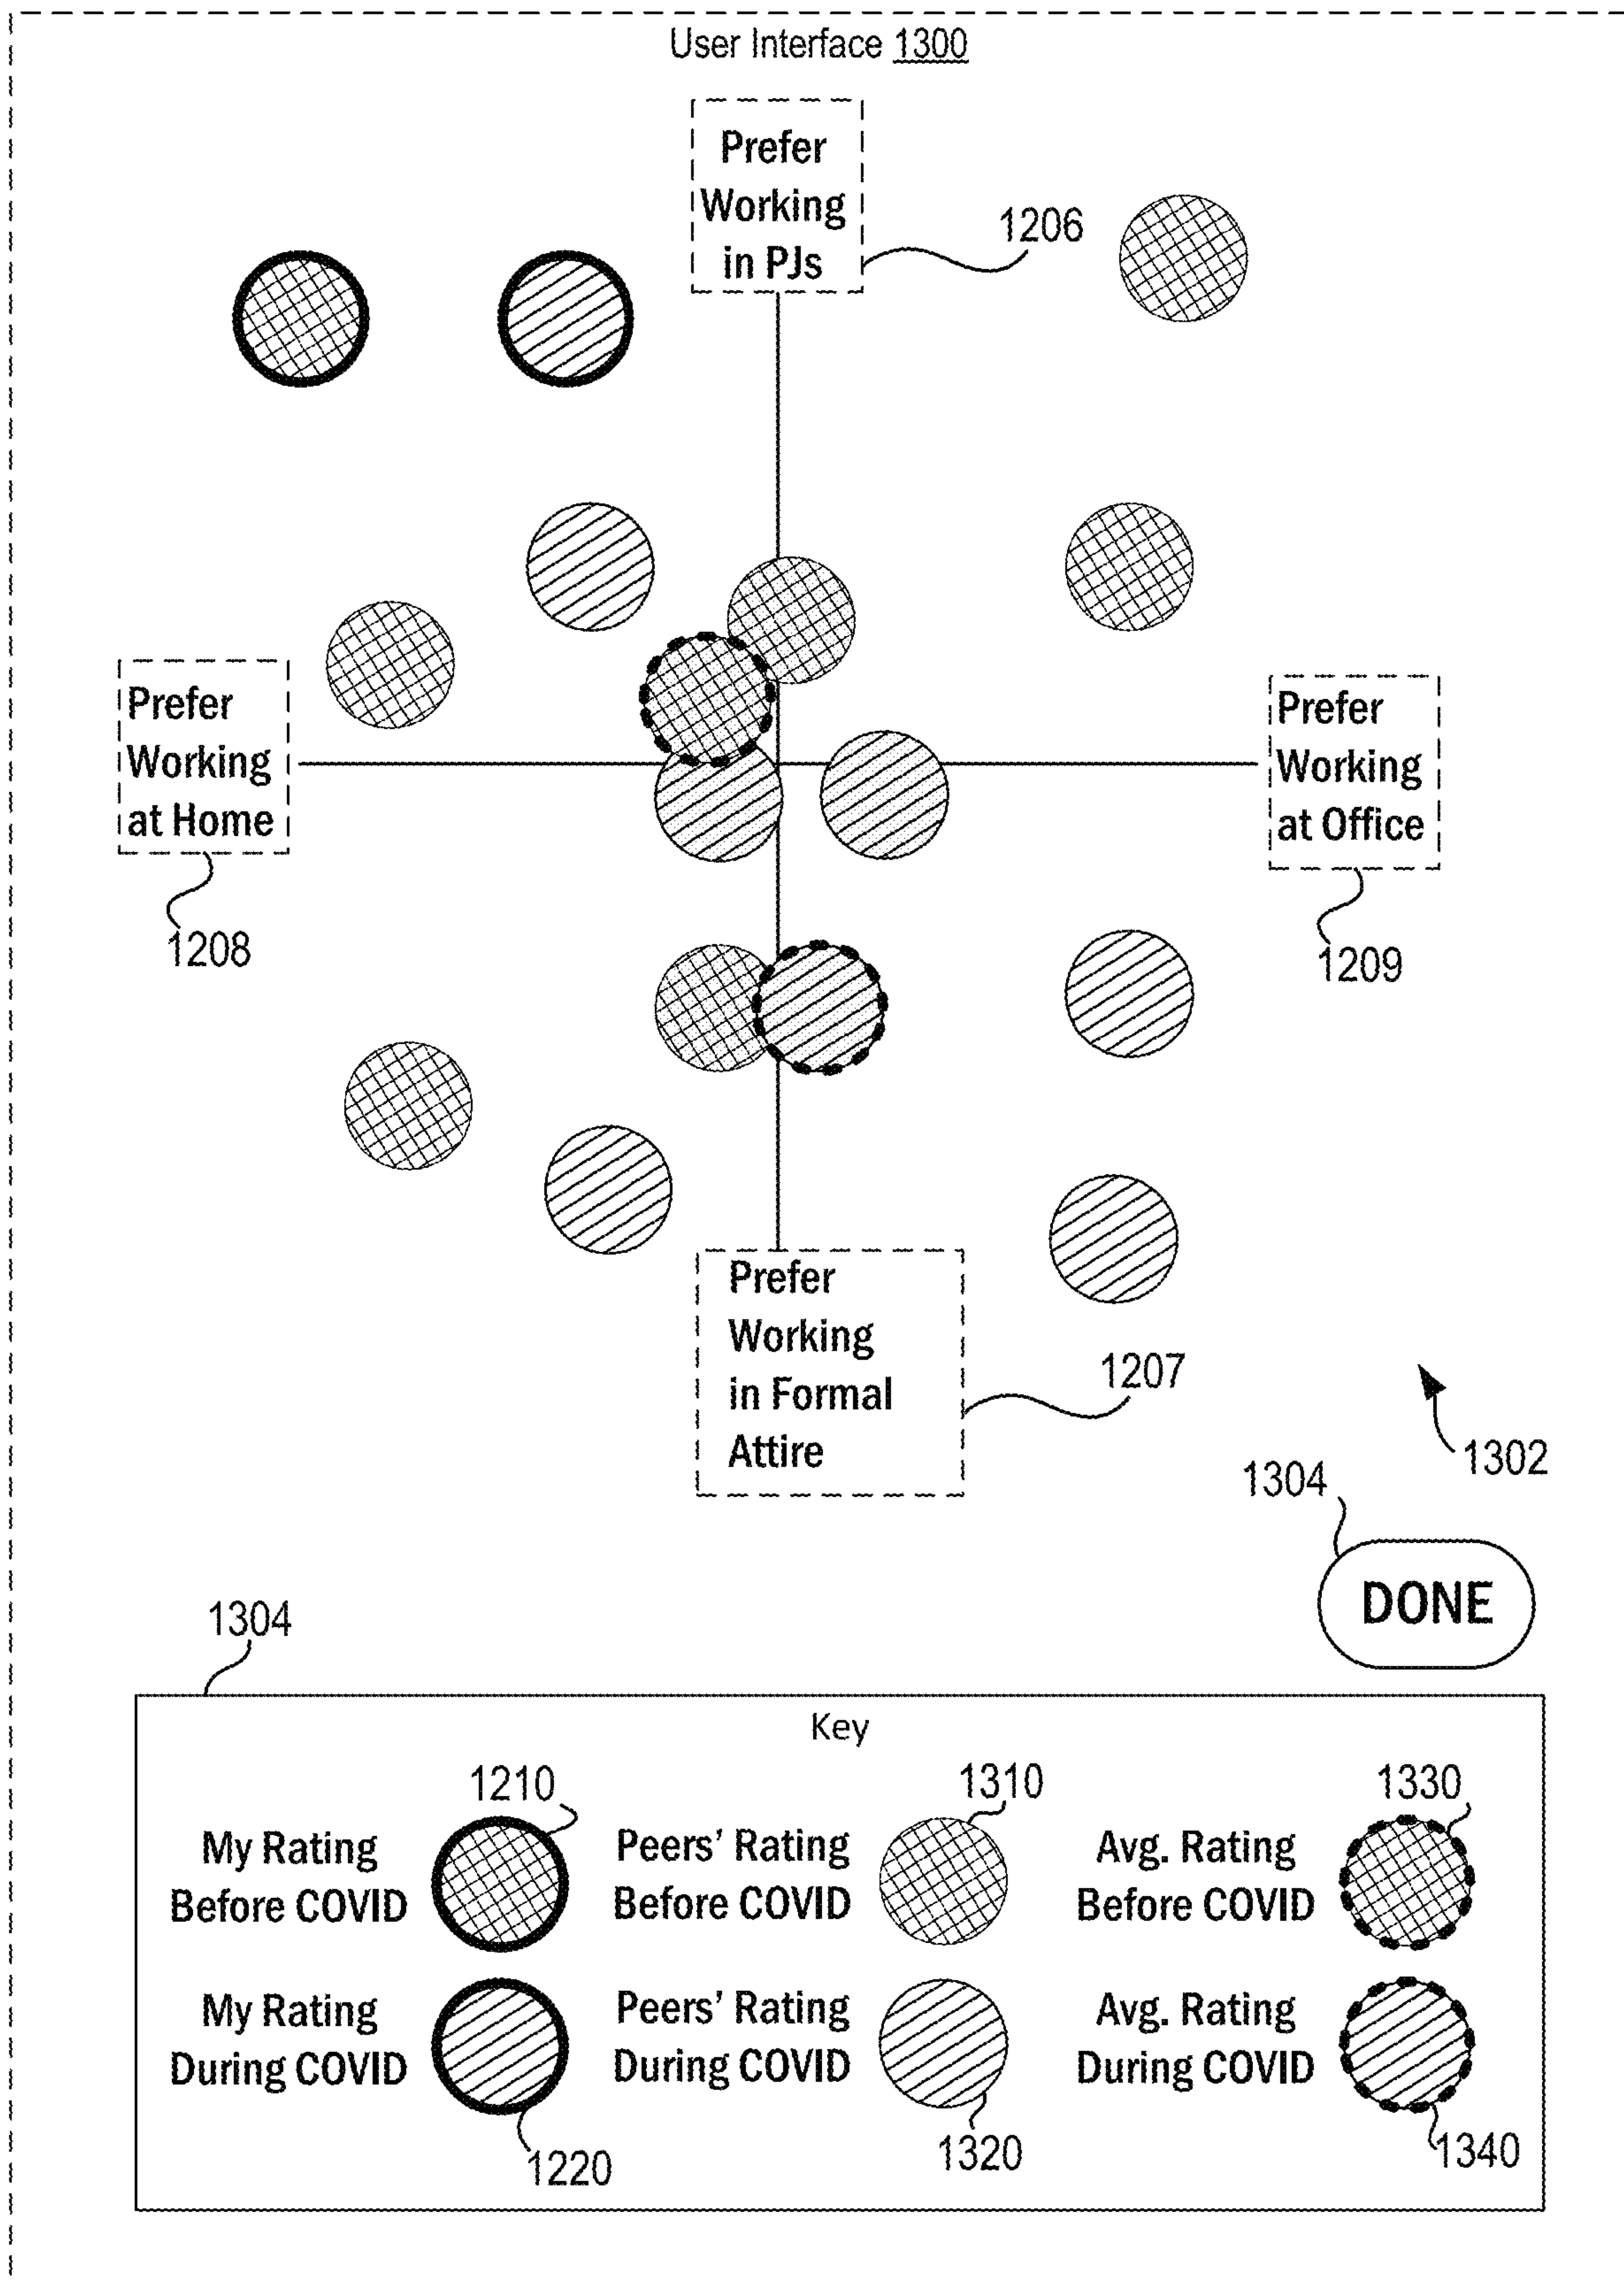 User Interface 1300
Prefer
Working
in PJs
1206
Prefer
Working
at Home
1208
Prefer
Working
at Office
1209
Prefer
Working
in Formal
Attire
1207
1302
1304
DONE
1304
Key
1210
My Rating
Before COVID
1310
Peers' Rating
Before COVID
1330
Avg. Rating
Before COVID
My Rating
During COVID
1220
Peers' Rating
During COVID
1320
Avg. Rating
During COVID
1340